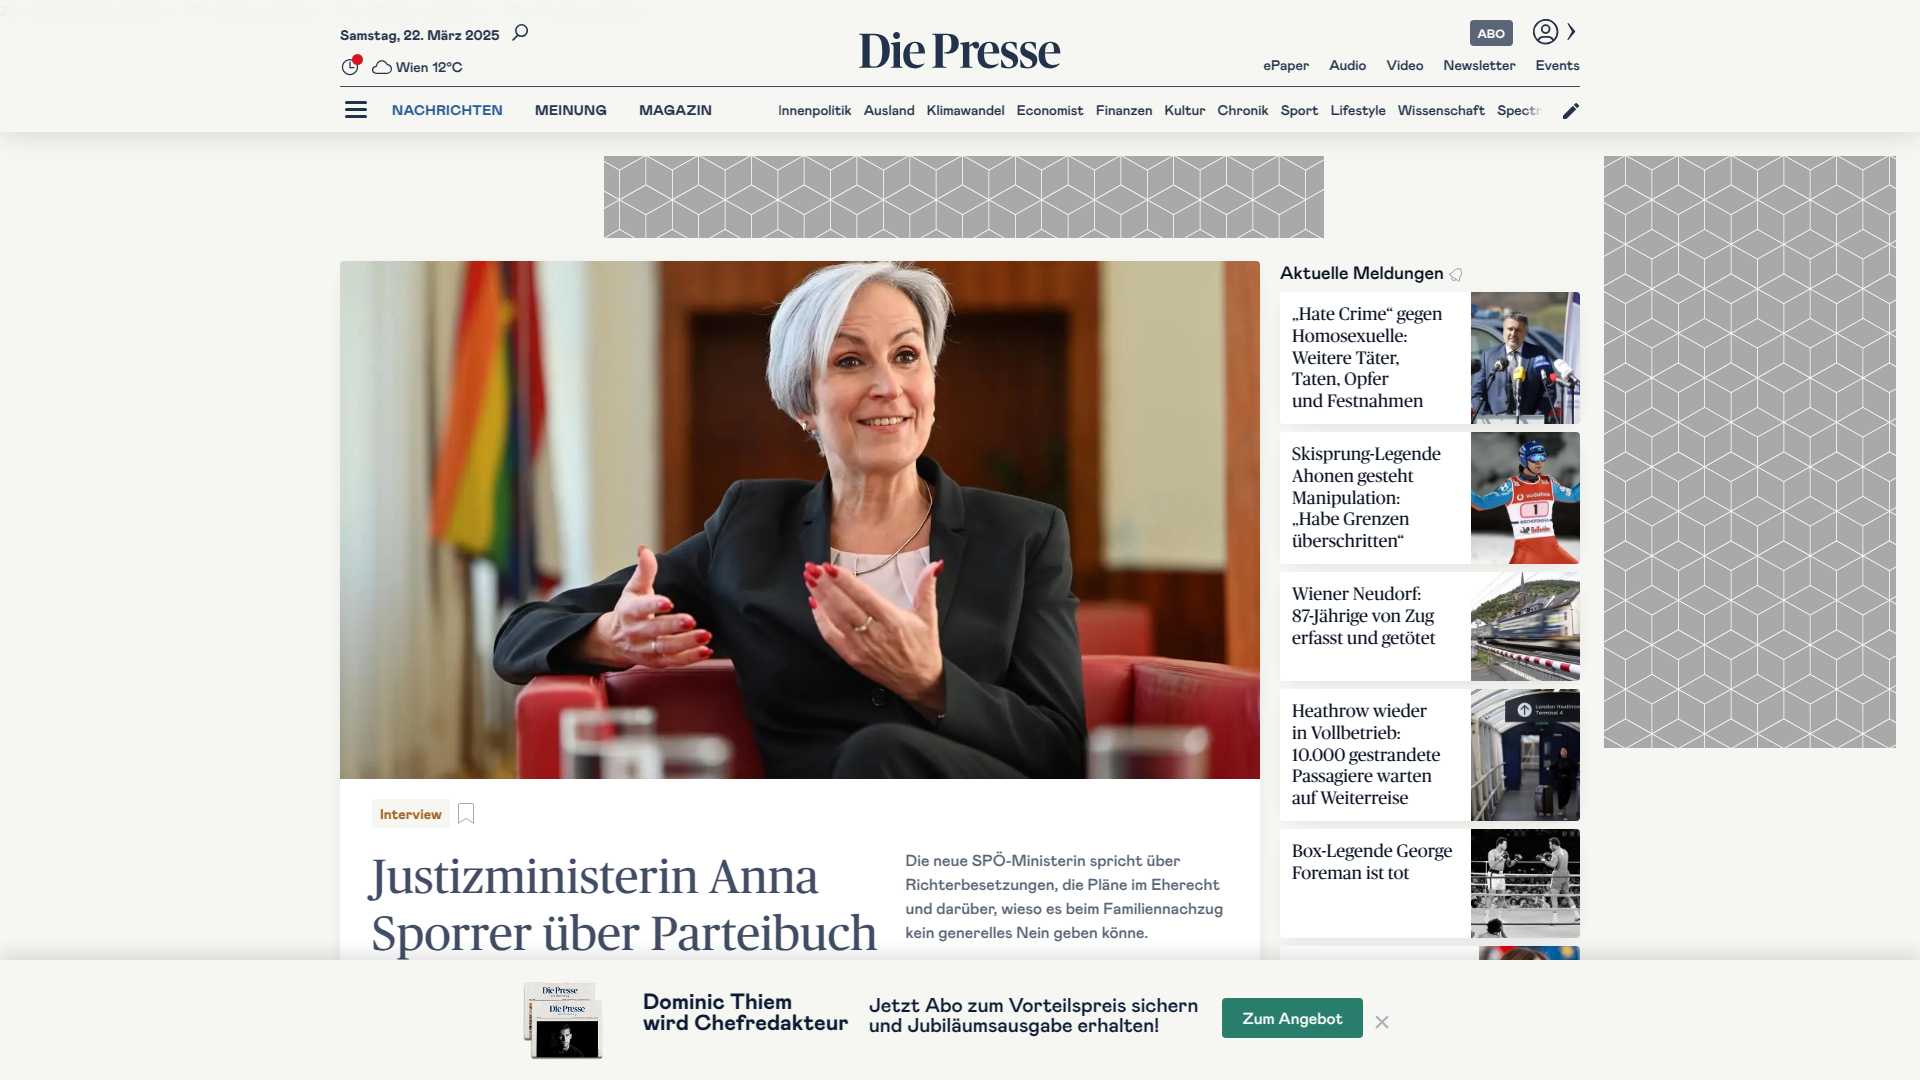 Samstag, 22. März 2025
Wien 12°C
Die Presse
ABO
ePaper Audio Video Newsletter Events
NACHRICHTEN MEINUNG MAGAZIN
Innenpolitik Ausland Klimawandel Economist Finanzen Kultur Chronik Sport Lifestyle Wissenschaft Spectr
Interview
Justizministerin Anna
Sporrer über Parteibuch
Die neue SPÖ-Ministerin spricht über
Richterbesetzungen, die Pläne im Eherecht
und darüber, wieso es beim Familiennachzug
kein generelles Nein geben könne.
Aktuelle Meldungen
„Hate Crime“ gegen
Homosexuelle:
Weitere Täter,
Taten, Opfer
und Festnahmen
Skisprung-Legende
Ahonen gesteht
Manipulation:
„Habe Grenzen
überschritten“
1
Wiener Neudorf:
87-Jährige von Zug
erfasst und getötet
Heathrow wieder
in Vollbetrieb:
10.000 gestrandete
Passagiere warten
auf Weiterreise
London Heathrow
Terminal 4
Box-Legende George
Foreman ist tot
Die Presse
Die Presse
Dominic Thiem
wird Chefredakteur
Jetzt Abo zum Vorteilspreis sichern
und Jubiläumsausgabe erhalten!
Zum Angebot